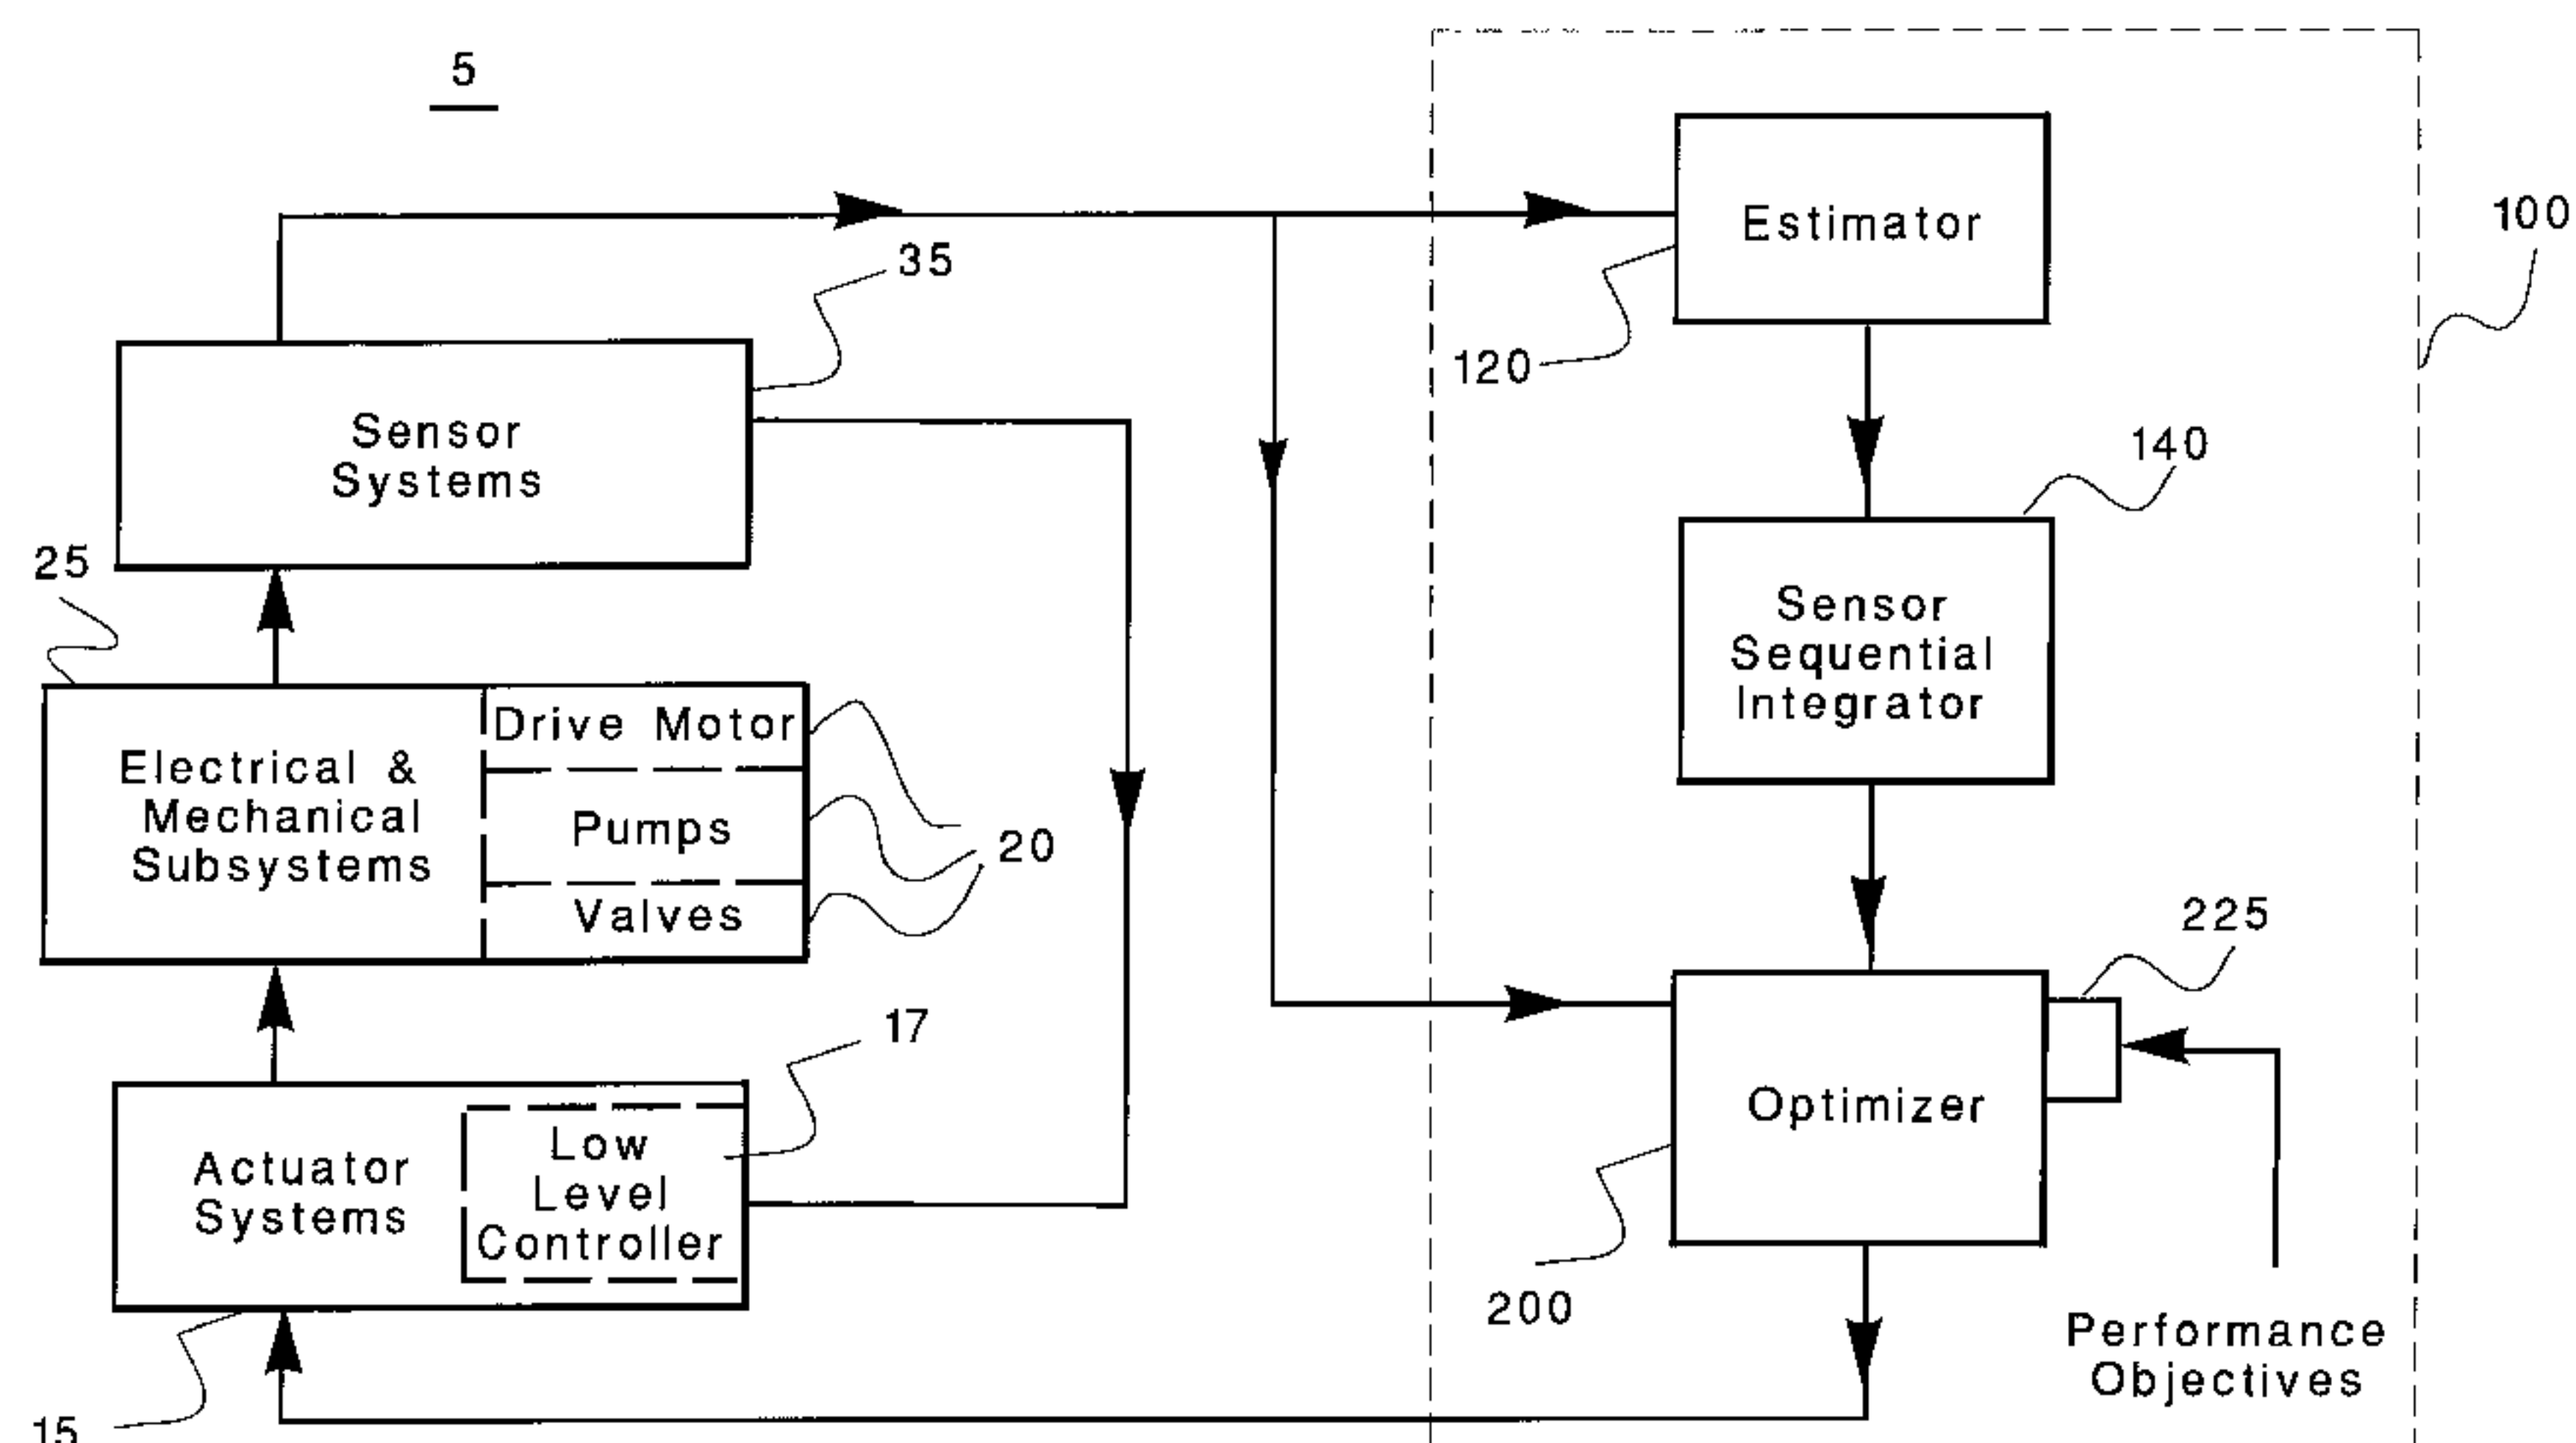 5
100
Estimator
35
120
Sensor
Systems
140
25
Sensor
Sequential
Integrator
Drive Motor
Electrical &
Mechanical
Subsystems
Pumps
20
Valves
225
17
Optimizer
Low
Level
Controller
Actuator
Systems
200
Performance
Objectives
15